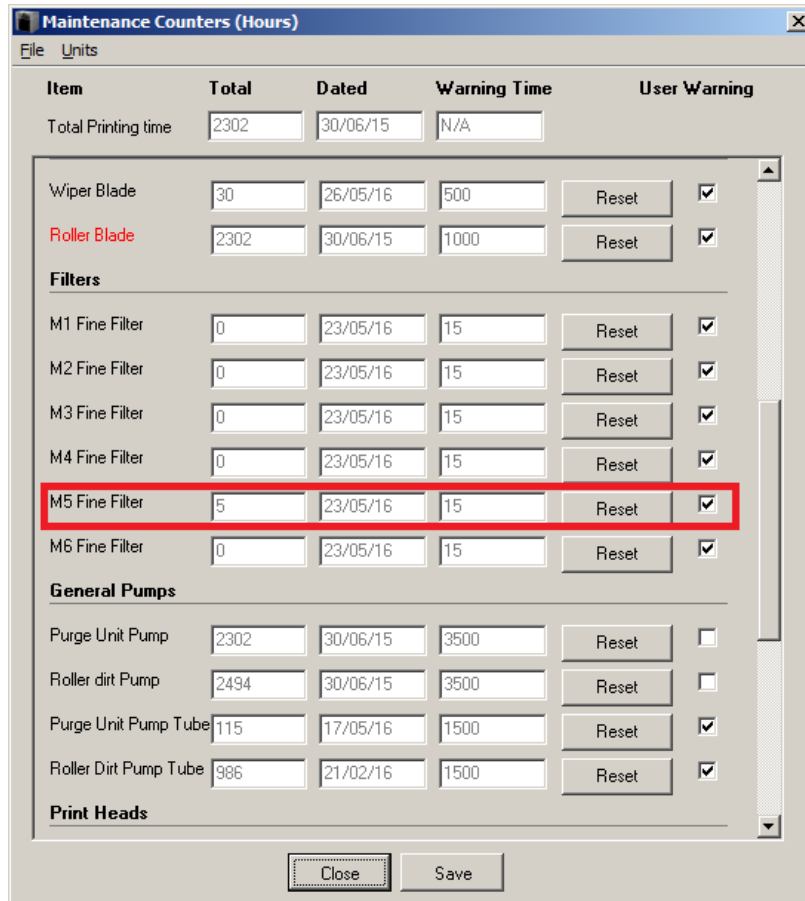 Maintenance Counters (Hours)
File Units
Item Total Dated Warning Time User Warning
Total Printing time 2302 30/06/15 N/A
Wiper Blade 30 26/05/16 500 Reset
Roller Blade 2302 30/06/15 1000 Reset
Filters
M1 Fine Filter 0 23/05/16 15 Reset
M2 Fine Filter 0 23/05/16 15 Reset
M3 Fine Filter 0 23/05/16 15 Reset
M4 Fine Filter 0 23/05/16 15 Reset
M5 Fine Filter 5 23/05/16 15 Reset
M6 Fine Filter 0 23/05/16 15 Reset
General Pumps
Purge Unit Pump 2302 30/06/15 3500 Reset
Roller dirt Pump 2494 30/06/15 3500 Reset
Purge Unit Pump Tube 115 17/05/16 1500 Reset
Roller Dirt Pump Tube 986 21/02/16 1500 Reset
Print Heads
Close Save